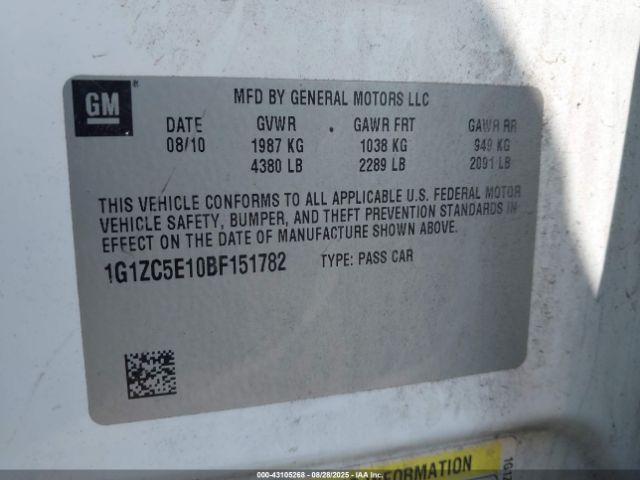 GM
MFD BY GENERAL MOTORS LLC
DATE GVWR GAWR FRT GAWR RR
08/10 1987 KG 1038 KG 949 KG
4380 LB 2289 LB 2091 LB
THIS VEHICLE CONFORMS TO ALL APPLICABLE U.S. FEDERAL MOTOR
VEHICLE SAFETY, BUMPER, AND THEFT PREVENTION STANDARDS IN
EFFECT ON THE DATE OF MANUFACTURE SHOWN ABOVE.
1G1ZC5E10BF151782 TYPE: PASS CAR
INFORMATION
000-43105268 - 08/28/2025 - IAAI.com